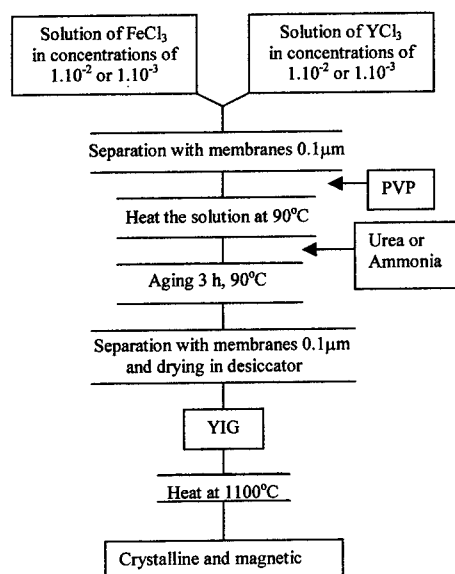 Solution of FeCl₃
in concentrations of
1.10⁻² or 1.10⁻³
Solution of YCl₃
in concentrations of
1.10⁻² or 1.10⁻³
Separation with membranes 0.1μm
PVP
Heat the solution at 90°C
Urea or
Ammonia
Aging 3 h, 90°C
Separation with membranes 0.1μm
and drying in desiccator
YIG
Heat at 1100°C
Crystalline and magnetic